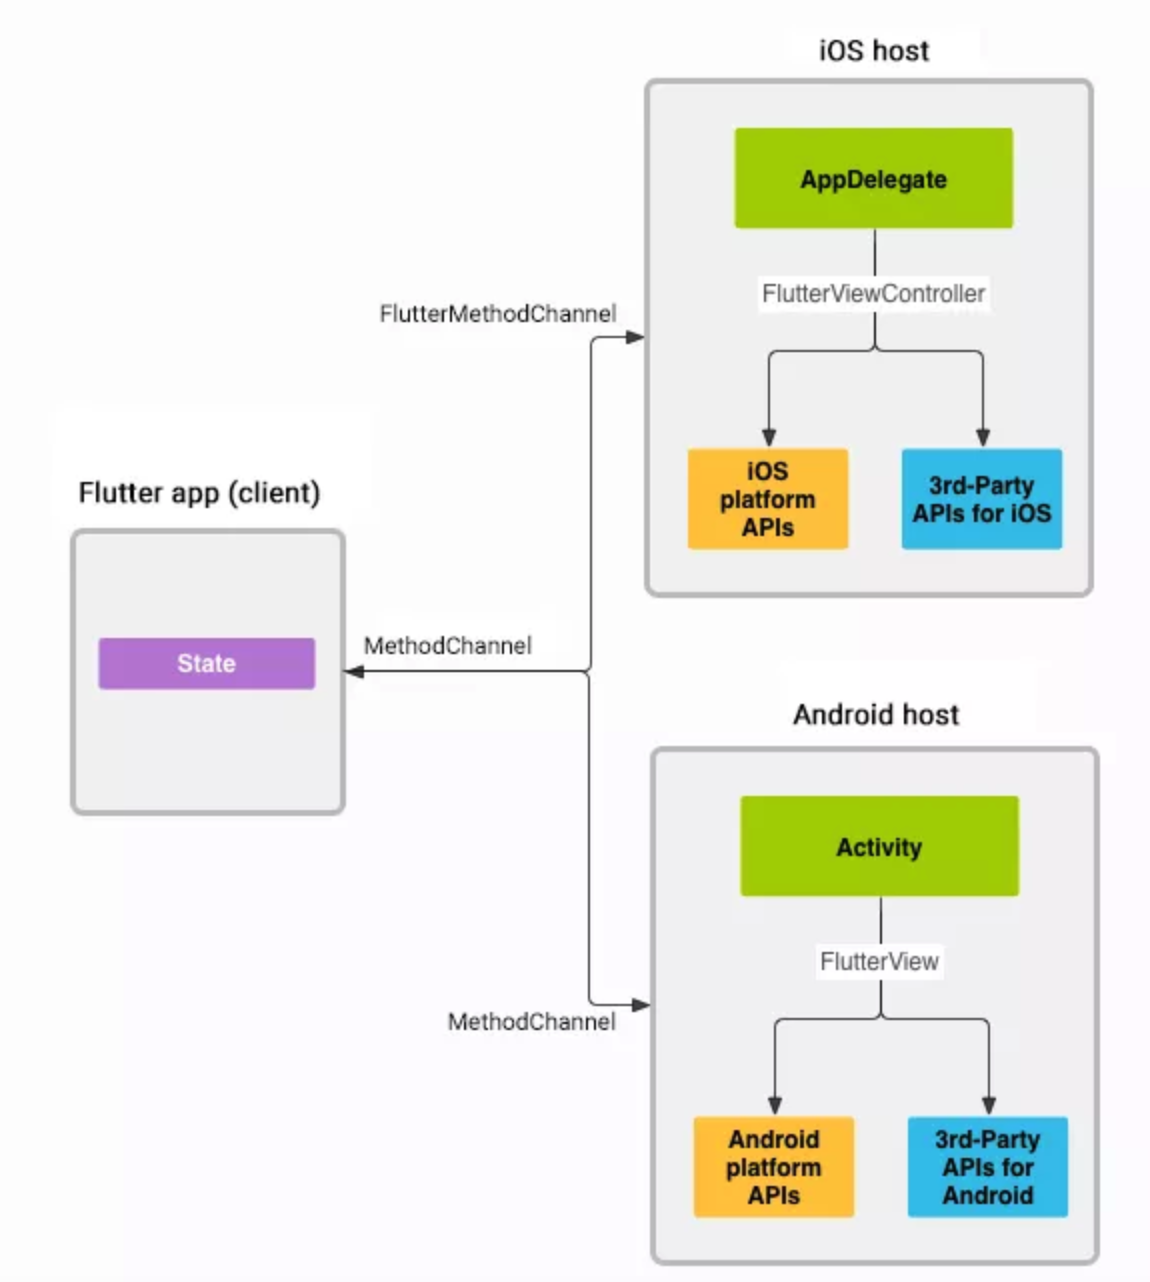 iOS host
AppDelegate
FlutterViewController
FlutterMethodChannel
iOS
platform
APIs
3rd-Party
APIs for iOS
Flutter app (client)
State
MethodChannel
Android host
Activity
FlutterView
MethodChannel
Android
platform
APIs
3rd-Party
APIs for
Android